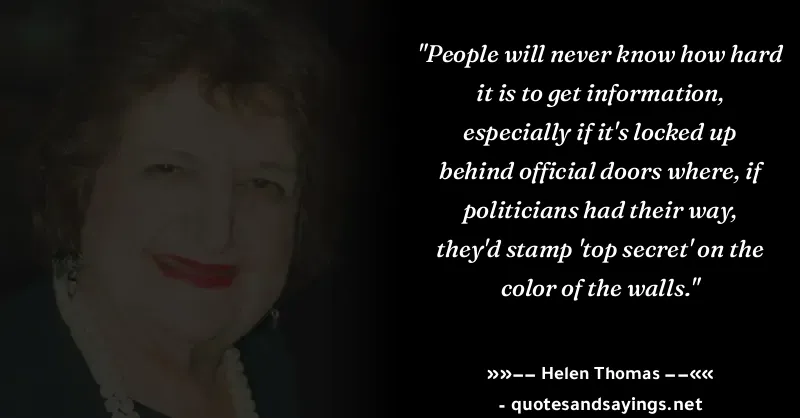 "People will never know how hard
it is to get information,
especially if it's locked up
behind official doors where, if
politicians had their way,
they'd stamp 'top secret' on the
color of the walls."
»»–– Helen Thomas ––««
- quotesandsayings.net